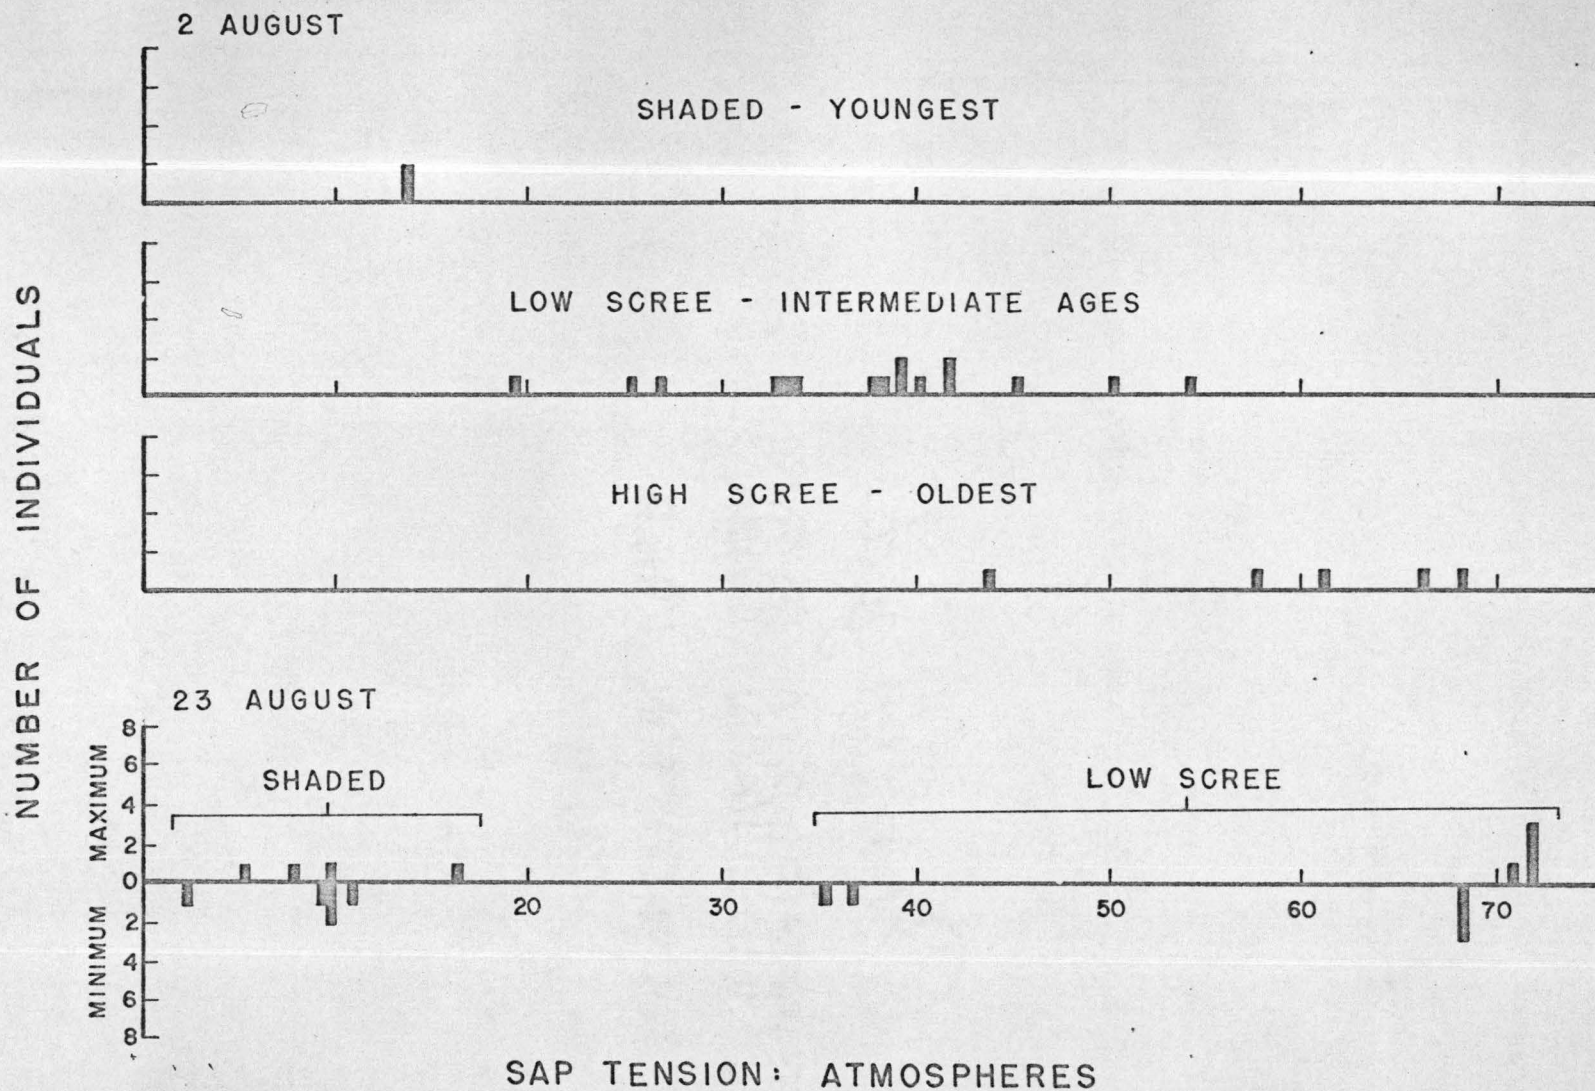 2 AUGUST
SHADED - YOUNGEST
LOW SCREE - INTERMEDIATE AGES
HIGH SCREE - OLDEST
NUMBER OF INDIVIDUALS
23 AUGUST
SHADED
LOW SCREE
MAXIMUM
MINIMUM
8
6
4
2
0
2
4
6
8
20 30 40 50 60 70
SAP TENSION: ATMOSPHERES